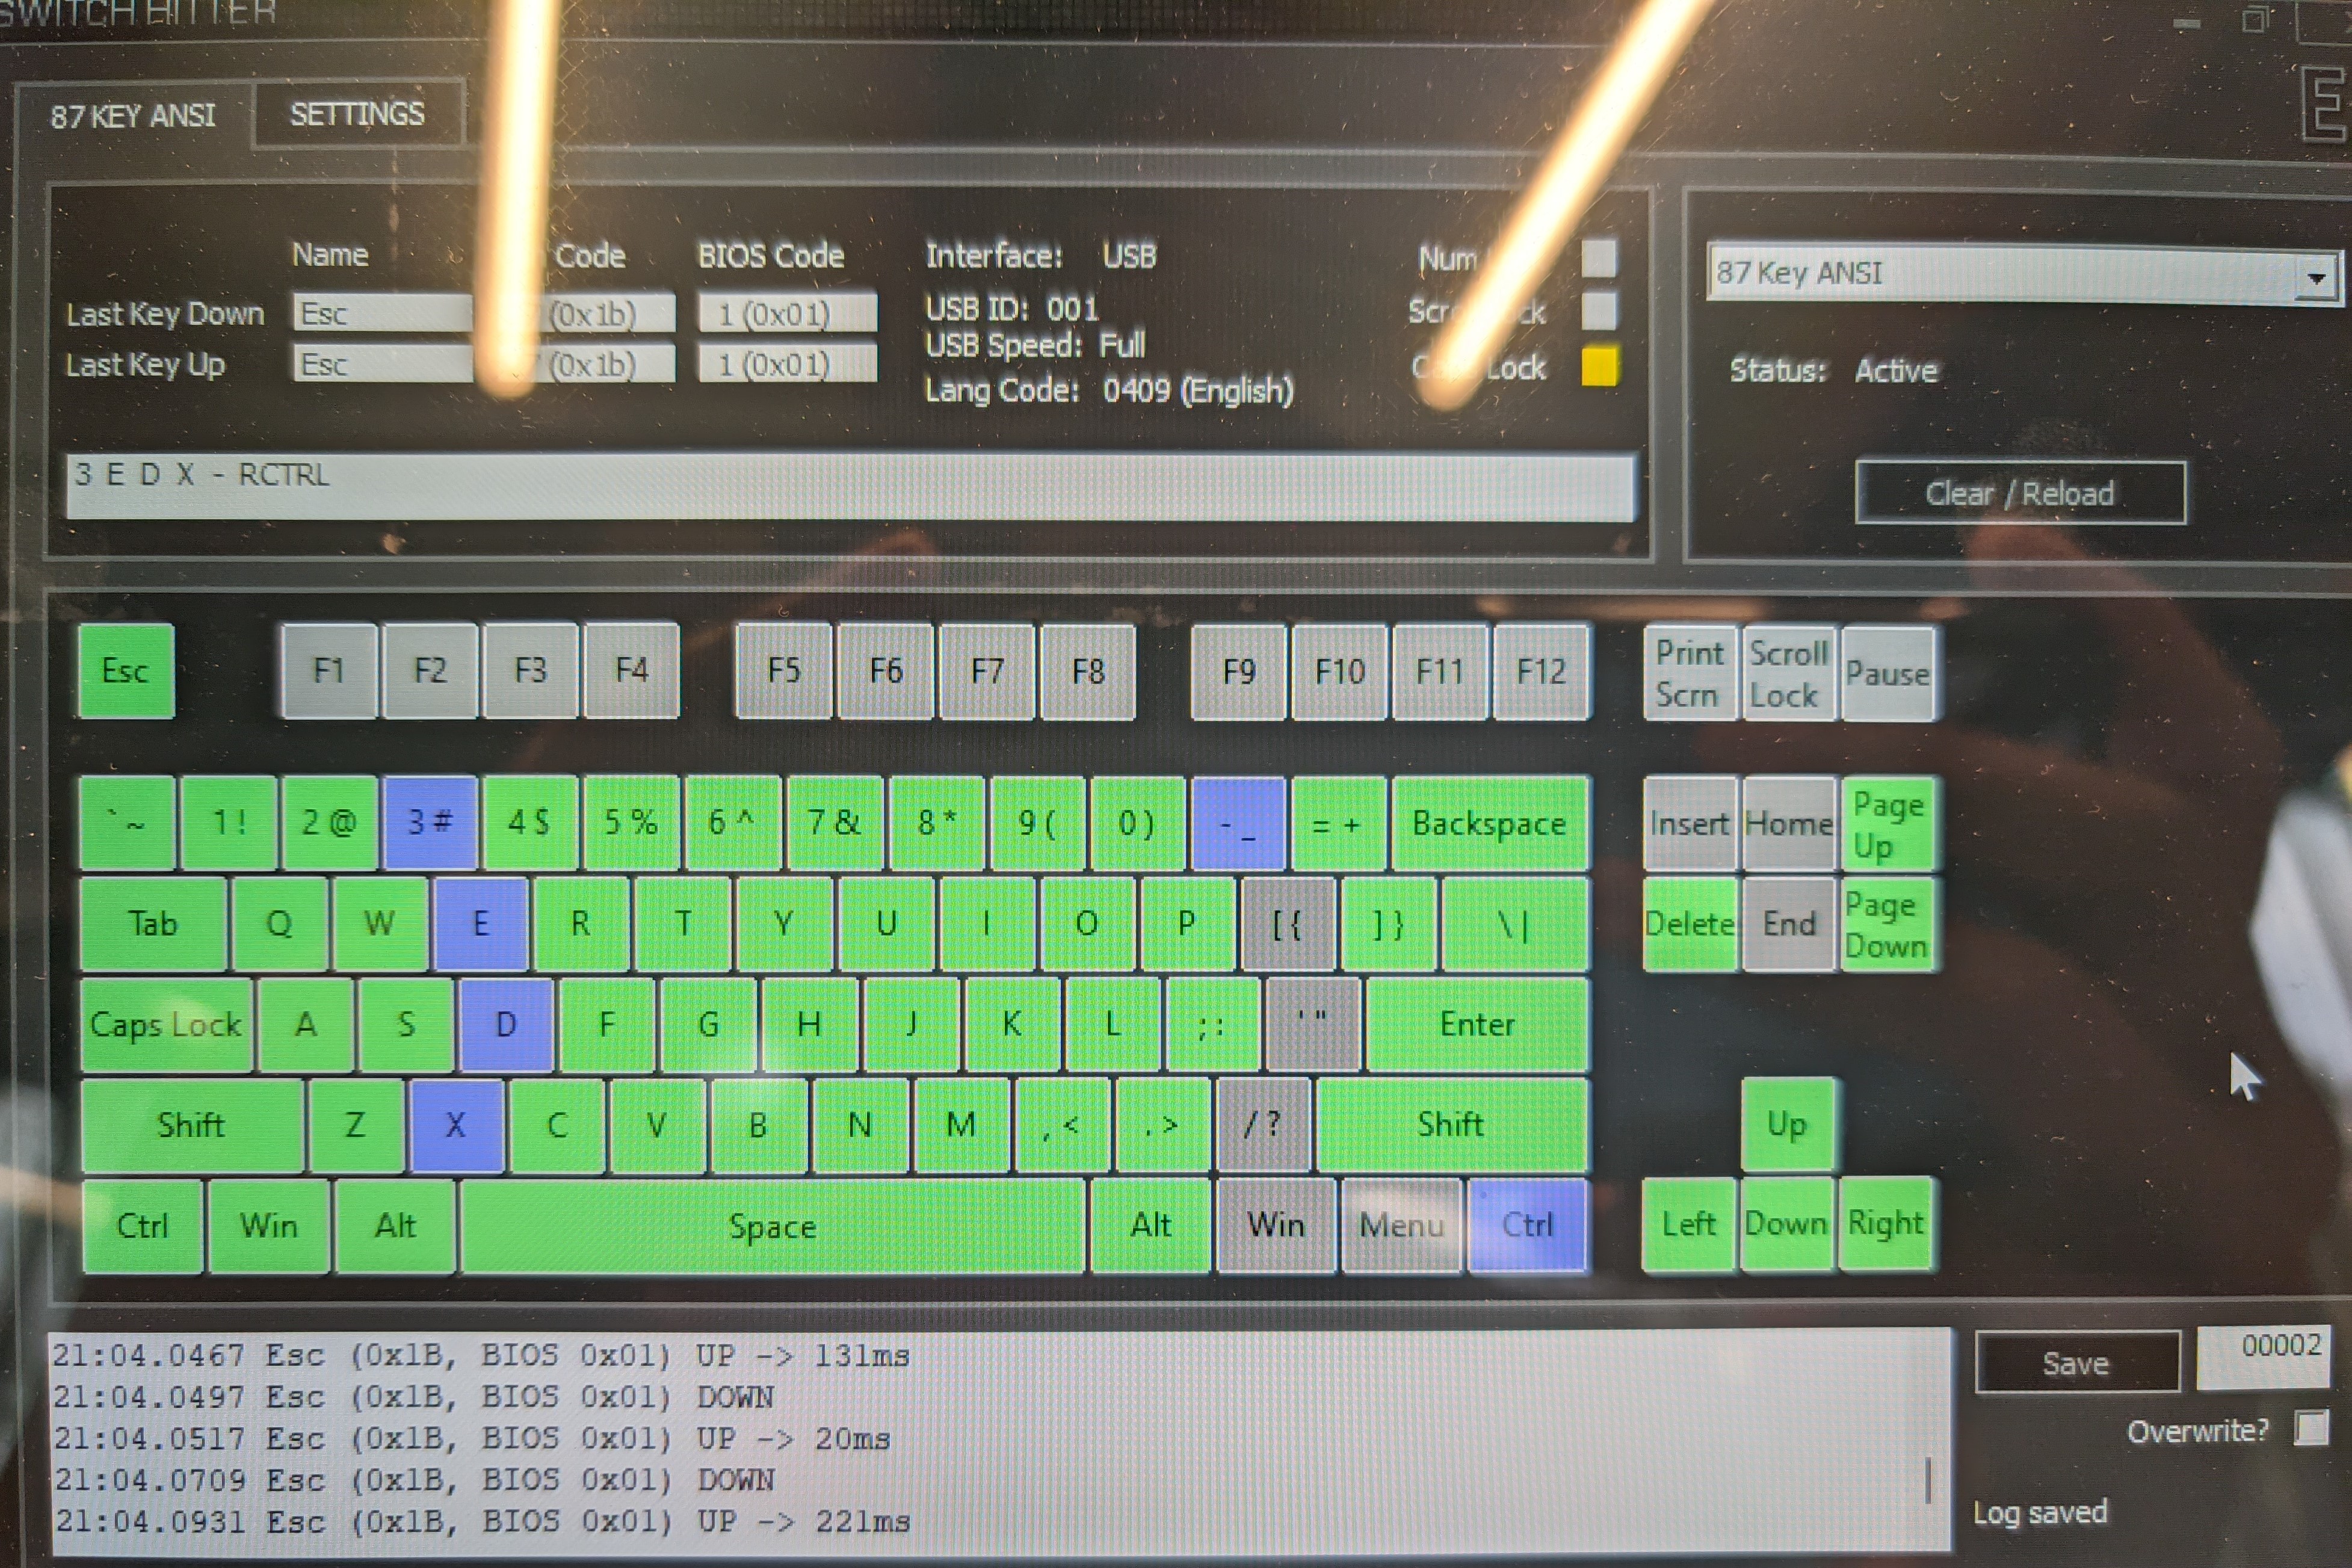 SWITCH HITTER
87 KEY ANSI SETTINGS
E
Name Code BIOS Code
Last Key Down Esc (0x1b) 1 (0x01)
Last Key Up Esc (0x1b) 1 (0x01)
Interface: USB
USB ID: 001
USB Speed: Full
Lang Code: 0409 (English)
Num
Lock
87 Key ANSI
Status: Active
Clear / Reload
3 E D X - RCTRL
Esc F1 F2 F3 F4 F5 F6 F7 F8 F9 F10 F11 F12 Print Scrn Scroll Lock Pause
` ~ 1 ! 2 @ 3 # 4 $ 5 % 6 ^ 7 & 8 * 9 ( 0 ) - _ = + Backspace Insert Home Page Up
Tab Q W E R T Y U I O P [ { ] } \ | Delete End Page Down
Caps Lock A S D F G H J K L ; : ' " Enter
Shift Z X C V B N M , < . > / ? Shift Up
Ctrl Win Alt Space Alt Win Menu Ctrl Left Down Right
21:04.0467 Esc (0x1B, BIOS 0x01) UP -> 131ms
21:04.0497 Esc (0x1B, BIOS 0x01) DOWN
21:04.0517 Esc (0x1B, BIOS 0x01) UP -> 20ms
21:04.0709 Esc (0x1B, BIOS 0x01) DOWN
21:04.0931 Esc (0x1B, BIOS 0x01) UP -> 221ms
Save 00002
Overwrite?
Log saved